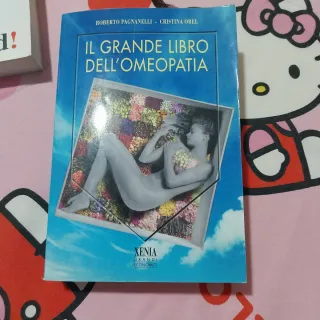 d!
ROBERTO PAGNANELLI - CRISTINA OREL
IL GRANDE LIBRO
DELL'OMEOPATIA
XENIA